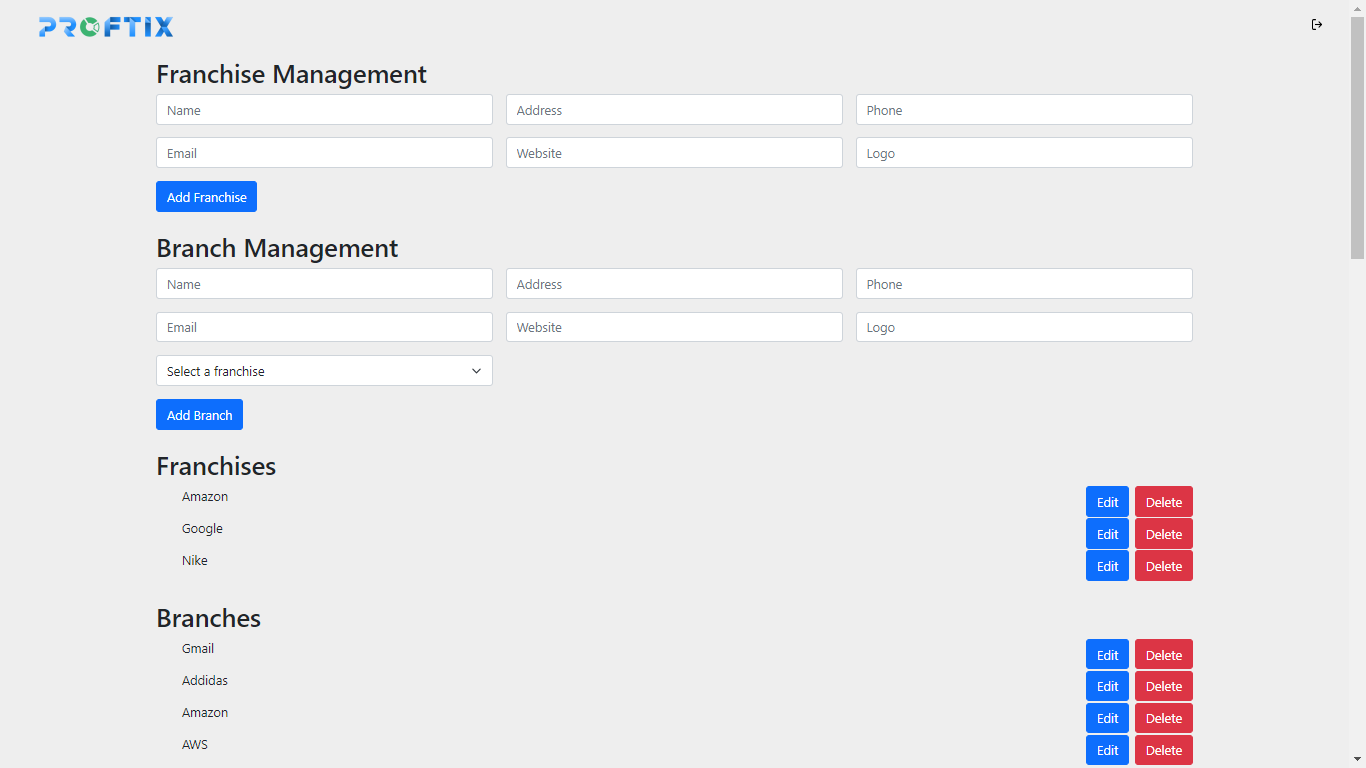 PROFTIX
Franchise Management
Name Address Phone
Email Website Logo
Add Franchise
Branch Management
Name Address Phone
Email Website Logo
Select a franchise
Add Branch
Franchises
Amazon Edit Delete
Google Edit Delete
Nike Edit Delete
Branches
Gmail Edit Delete
Addidas Edit Delete
Amazon Edit Delete
AWS Edit Delete